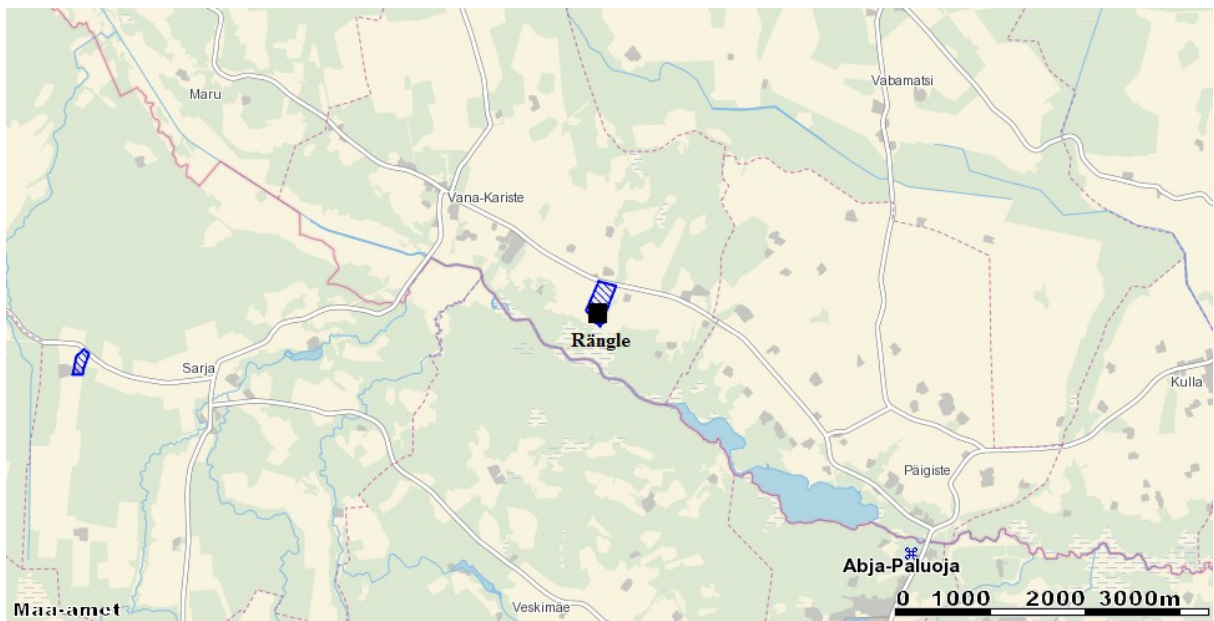 Vabamatsi
Maru
Vana-Kariste
Rängle
Sarja
Kulla
Päigiste
Abja-Paluoja
0 1000 2000 3000m
Maa-amet
Veskimäe